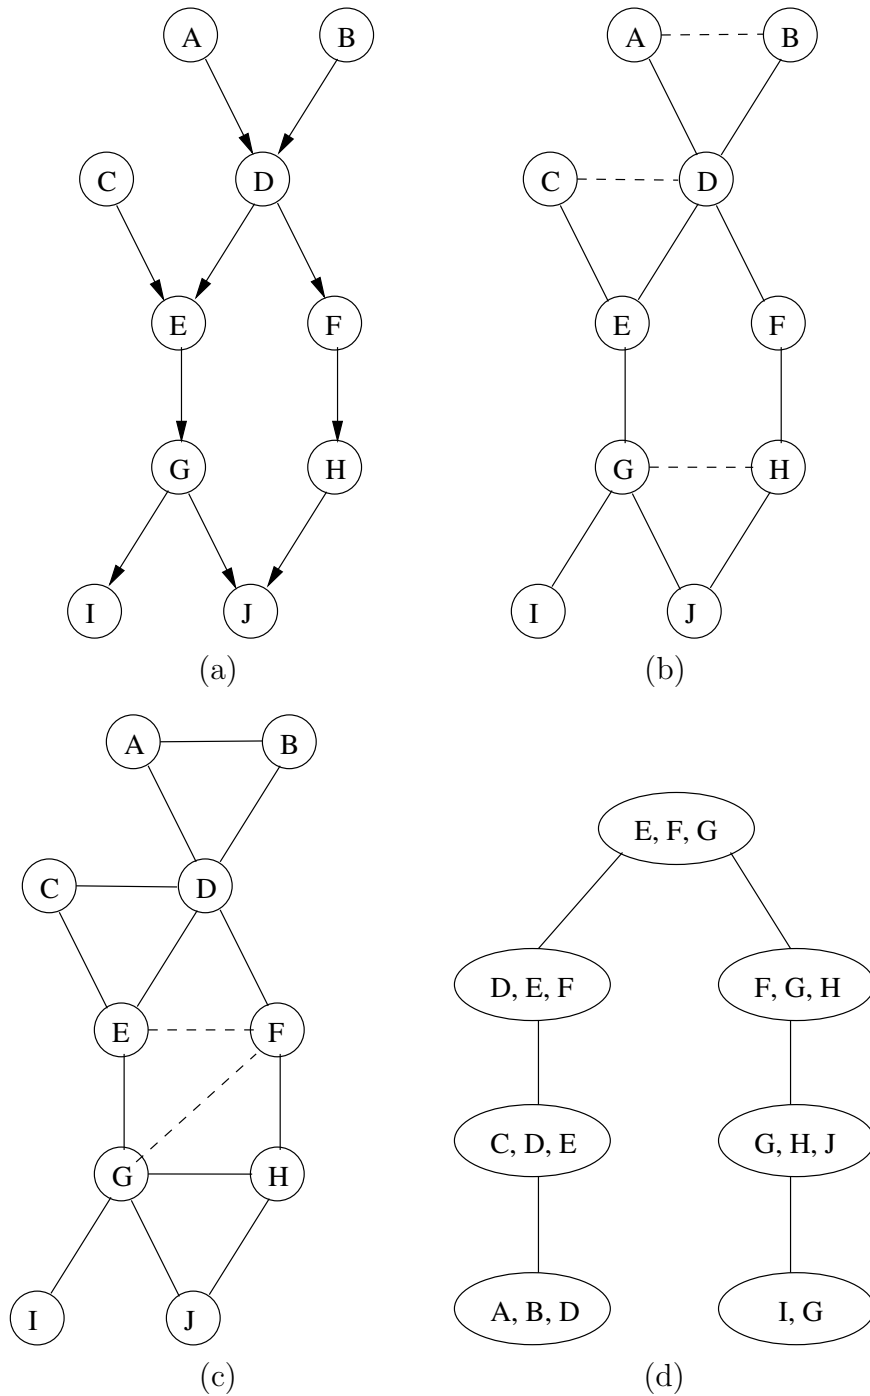 A B
C D
E F
G H
I J
(a)
A B
C D
E F
G H
I J
(b)
A B
C D
E F
G H
I J
(c)
E, F, G
D, E, F F, G, H
C, D, E G, H, J
A, B, D I, G
(d)